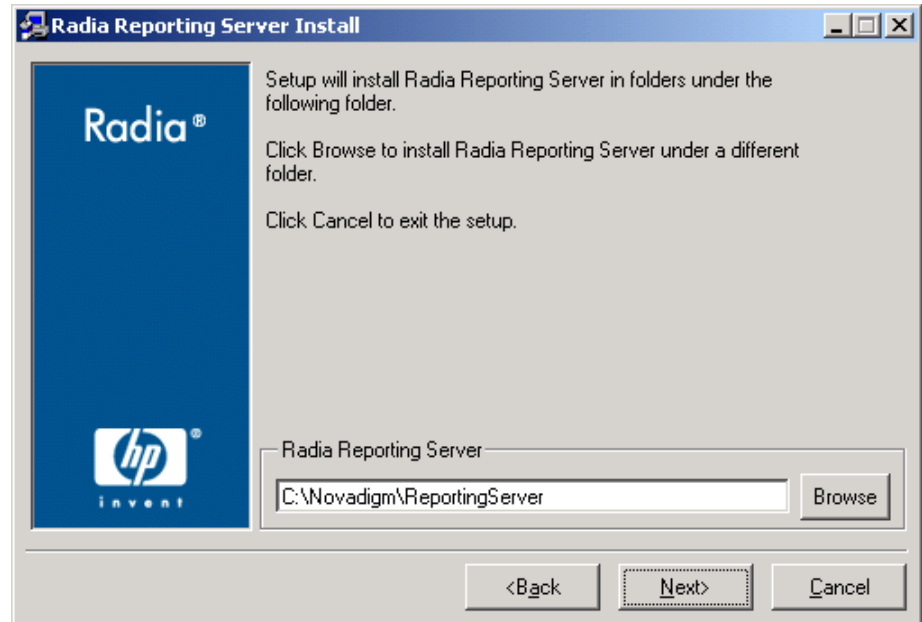 Radia Reporting Server Install
Radia®
Setup will install Radia Reporting Server in folders under the
following folder.
Click Browse to install Radia Reporting Server under a different
folder.
Click Cancel to exit the setup.
hp®
invent
Radia Reporting Server
C:\Novadigm\ReportingServer
Browse
<Back
Next>
Cancel